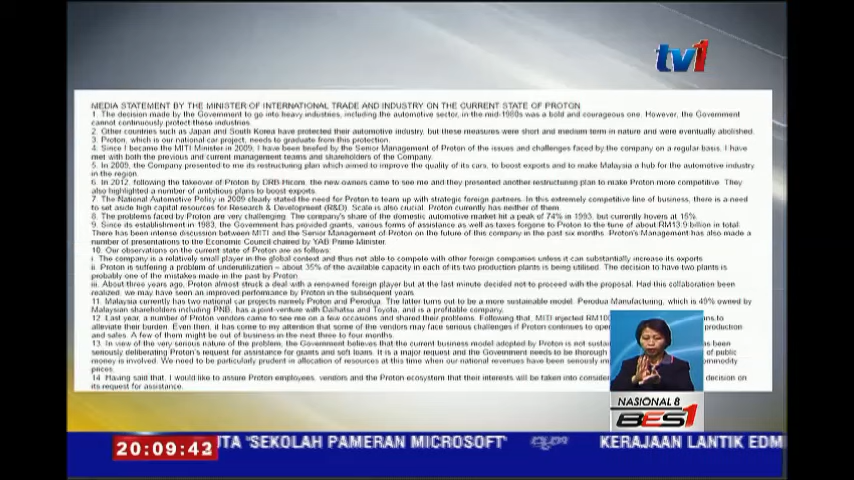 tv1
MEDIA STATEMENT BY THE MINISTER OF INTERNATIONAL TRADE AND INDUSTRY ON THE CURRENT STATE OF PROTON
1. The decision made by the Government to go into heavy industries, including the automotive sector, in the mid-1980s was a bold and courageous one. However, the Government
cannot continuously protect these industries.
2. Other countries such as Japan and South Korea have protected their automotive industry, but these measures were short and medium term in nature and were eventually abolished.
3. Proton, which is our national car project, needs to graduate from this protection.
4. Since I became the MITI Minister in 2009, I have been briefed by the Senior Management of Proton of the issues and challenges faced by the company on a regular basis. I have
met with both the previous and current management teams and shareholders of the Company.
5. In 2009, the Company presented to me its restructuring plan which aimed to improve the quality of its cars, to boost exports and to make Malaysia a hub for the automotive industry
in the region.
6. In 2012, following the takeover of Proton by DRB-Hicom, the new owners came to see me and they presented another restructuring plan to make Proton more competitive. They
also highlighted a number of ambitious plans to boost exports.
7. The National Automotive Policy in 2009 clearly stated the need for Proton to team up with strategic foreign partners. In this extremely competitive line of business, there is a need
to set aside high capital resources for Research & Development (R&D). Scale is also crucial. Proton currently has neither of them.
8. The problems faced by Proton are very challenging. The company's share of the domestic automotive market hit a peak of 74% in 1993, but currently hovers at 15%.
9. Since its establishment in 1983, the Government has provided grants, various forms of assistance as well as taxes forgone to Proton to the tune of about RM13.9 billion in total.
There has been intense discussion between MITI and the Senior Management of Proton on the future of this company in the past six months. Proton's Management has also made a
number of presentations to the Economic Council chaired by YAB Prime Minister.
10. Our observations on the current state of Proton are as follows:
i. The company is a relatively small player in the global context and thus not able to compete with other foreign companies unless it can substantially increase its exports
ii. Proton is suffering a problem of underutilization – about 35% of the available capacity in each of its two production plants is being utilised. The decision to have two plants is
probably one of the mistakes made in the past by Proton.
iii. About three years ago, Proton almost struck a deal with a renowned foreign player but at the last minute decided not to proceed with the proposal. Had this collaboration been
realized, we may have seen an improved performance by Proton in the subsequent years.
11. Malaysia currently has two national car projects namely Proton and Perodua. The latter turns out to be a more sustainable model. Perodua Manufacturing, which is 49% owned by
Malaysian shareholders including PNB, has a joint-venture with Daihatsu and Toyota, and is a profitable company.
12. Last year, a number of Proton vendors came to see me on a few occasions and shared their problems. Following that, MITI injected RM100 ns to
alleviate their burden. Even then, it has come to my attention that some of the vendors may face serious challenges if Proton continues to oper production
and sales. A few of them might be out of business in the next three to four months.
13. In view of the very serious nature of the problem, the Government believes that the current business model adopted by Proton is not sustai has been
seriously deliberating Proton's request for assistance for grants and soft loans. It is a major request and the Government needs to be thorough of public
money is involved. We need to be particularly prudent in allocation of resources at this time when our national revenues have been seriously im mmodity
prices.
14. Having said that, I would like to assure Proton employees, vendors and the Proton ecosystem that their interests will be taken into consider decision on
its request for assistance.
NASIONAL 8
BES1
20:09:43
UTA 'SEKOLAH PAMERAN MICROSOFT'
KERAJAAN LANTIK EDM